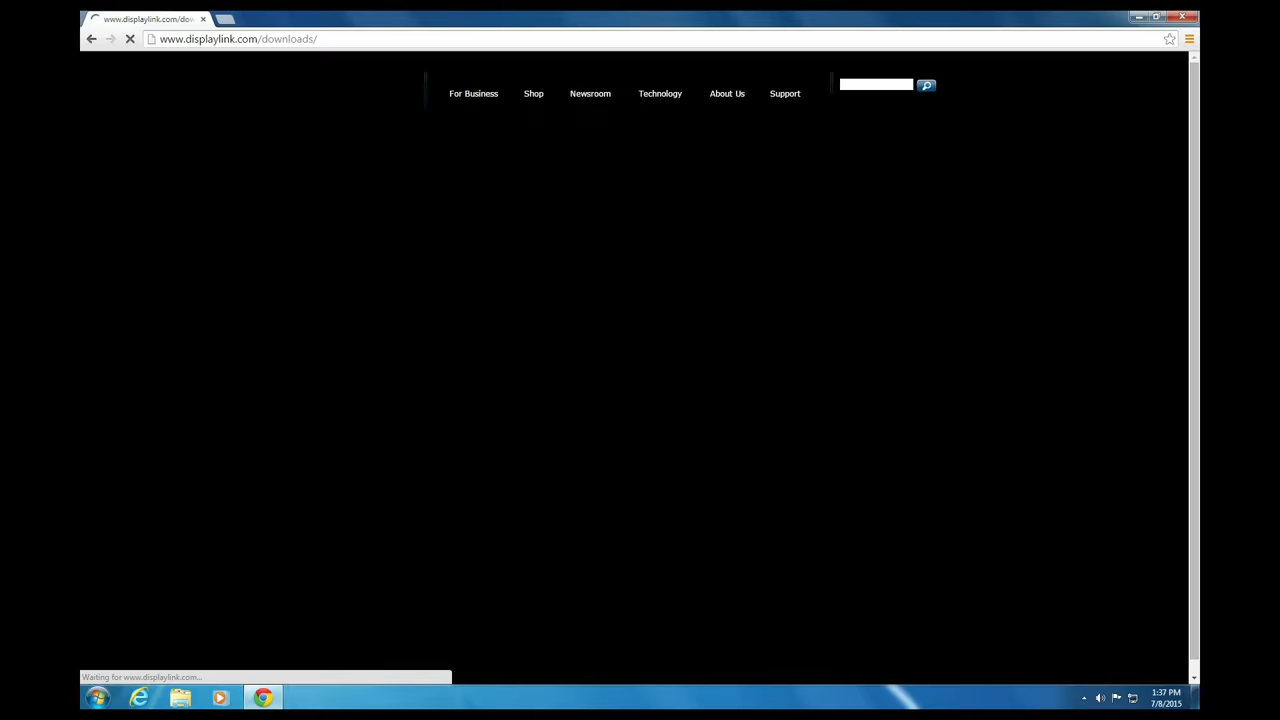 www.displaylink.com/dow
www.displaylink.com/downloads/
For Business Shop Newsroom Technology About Us Support
Waiting for www.displaylink.com...
1:37 PM
7/8/2015